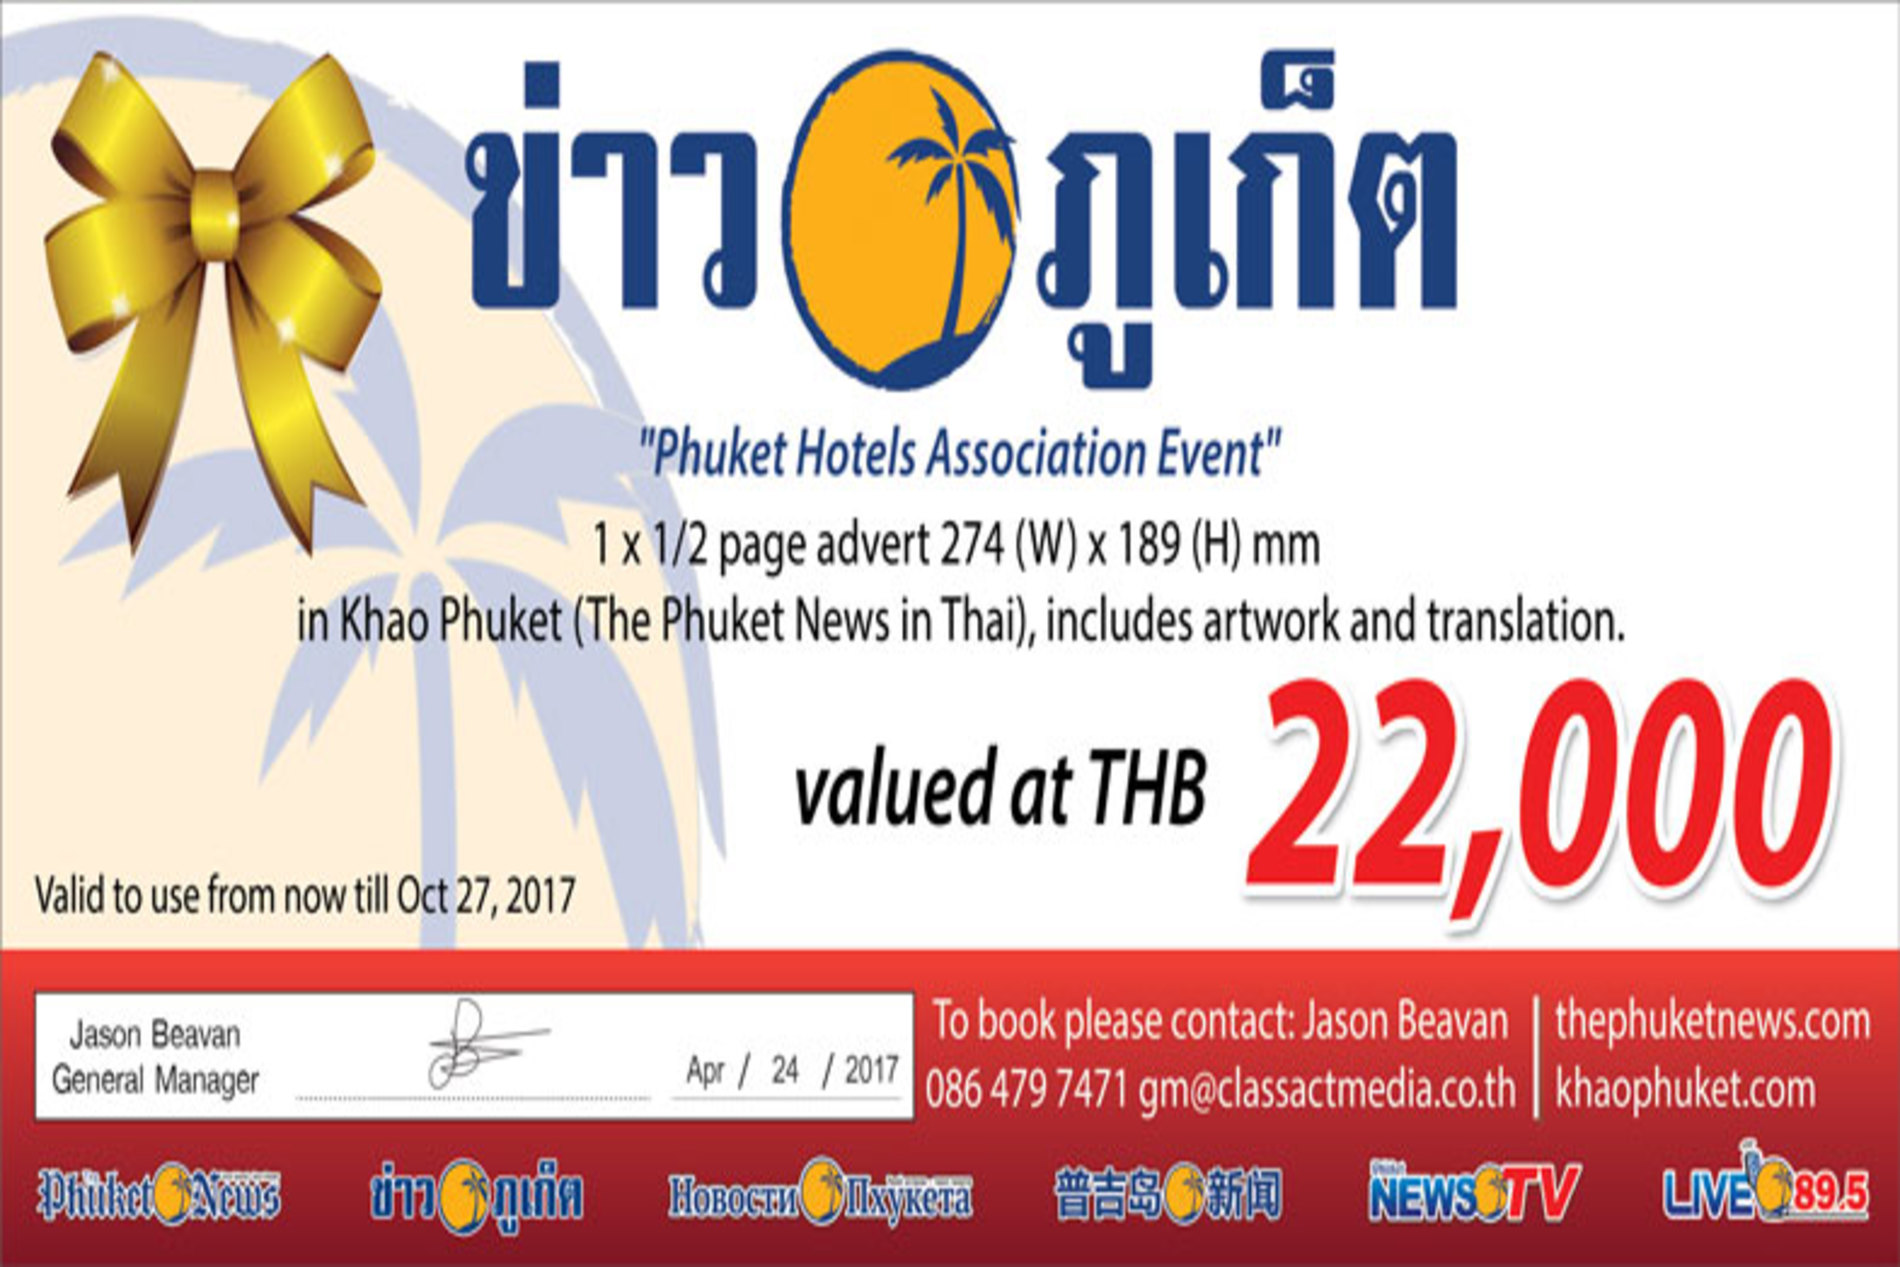 ข่าว ภูเก็ต
"Phuket Hotels Association Event"
1 x 1/2 page advert 274 (W) x 189 (H) mm
in Khao Phuket (The Phuket News in Thai), includes artwork and translation.
valued at THB 22,000
Valid to use from now till Oct 27, 2017
Jason Beavan
General Manager
Apr / 24 / 2017
To book please contact: Jason Beavan
086 479 7471 gm@classactmedia.co.th
thephuketnews.com
khaophuket.com
Phuket News
ข่าว ภูเก็ต
Новости Пхукета
普吉岛 新闻
NEWS TV
LIVE 89.5